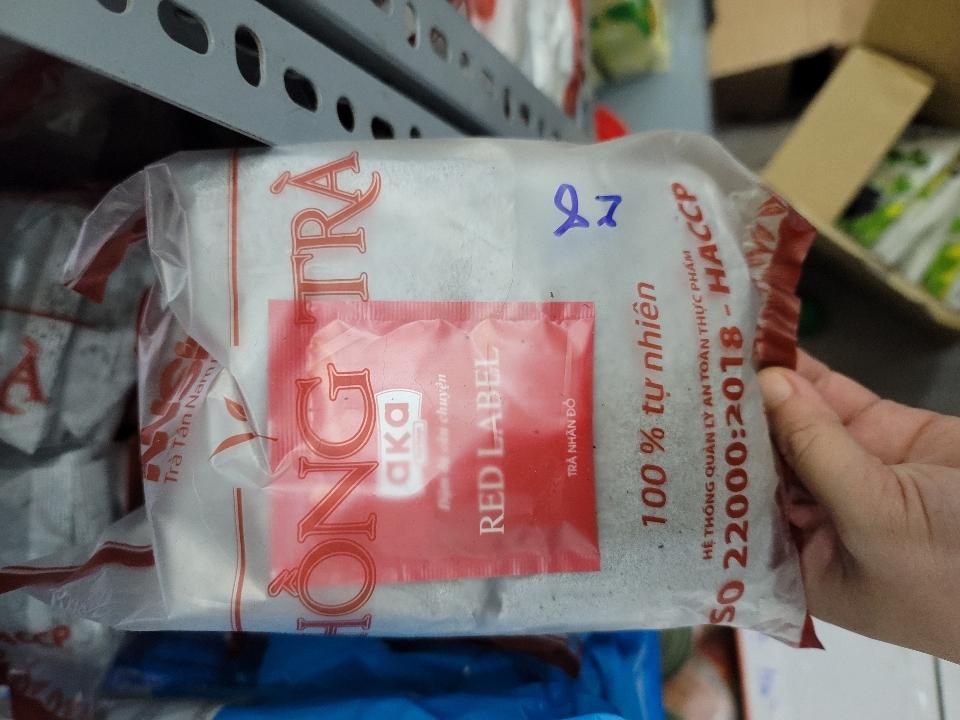 Trà Tân Nam
HỒNG TRÀ
aka
RED LABEL
TRÀ NHÃN ĐỎ
27
100 % tự nhiên
HỆ THỐNG QUẢN LÝ AN TOÀN THỰC PHẨM
ISO 22000:2018 - HACCP